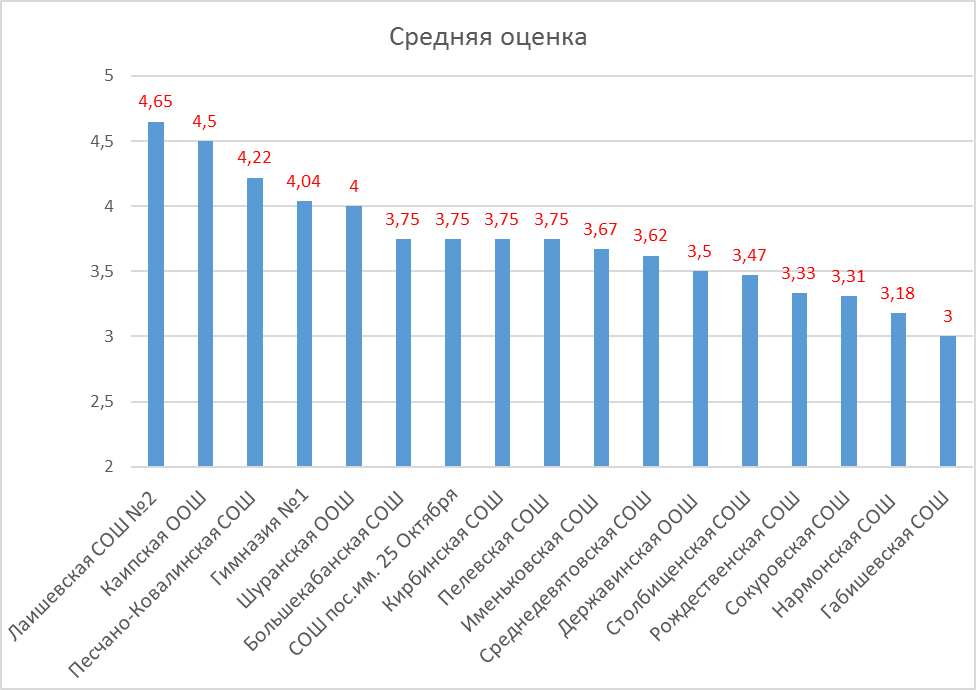 Средняя оценка
5
4,5
4
3,5
3
2,5
2
4,65
4,5
4,22
4,04
4
3,75
3,75
3,75
3,75
3,67
3,62
3,5
3,47
3,33
3,31
3,18
3
Лаишевская СОШ №2
Каипская ООШ
Песчано-Ковалинская СОШ
Гимназия №1
Шуранская ООШ
Большекабанская СОШ
СОШ пос.им. 25 Октября
Кирбинская СОШ
Пелевская СОШ
Именьковская СОШ
Среднедевятовская СОШ
Державинская ООШ
Столбищенская СОШ
Рождественская СОШ
Сокуровская СОШ
Нармонская СОШ
Габишевская СОШ